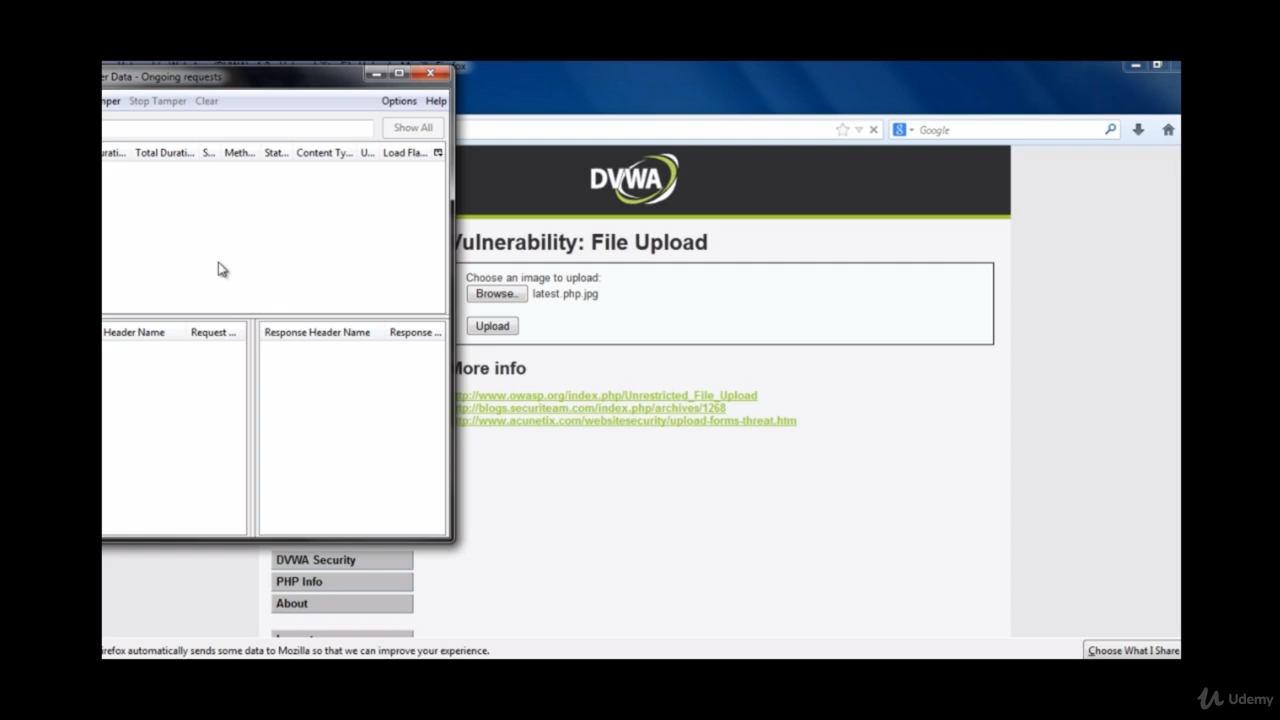 er Data - Ongoing requests
mper Stop Tamper Clear Options Help
Show All
urati... Total Durati... S... Meth... Stat... Content Ty... U... Load Fla...
Header Name Request ...
Response Header Name Response ...
Google
DVWA
Vulnerability: File Upload
Choose an image to upload:
Browse... latest.php.jpg
Upload
More info
ttp://www.owasp.org/index.php/Unrestricted_File_Upload
ttp://blogs.securiteam.com/index.php/archives/1268
ttp://www.acunetix.com/websitesecurity/upload-forms-threat.htm
DVWA Security
PHP Info
About
irefox automatically sends some data to Mozilla so that we can improve your experience.
Choose What I Share
Udemy